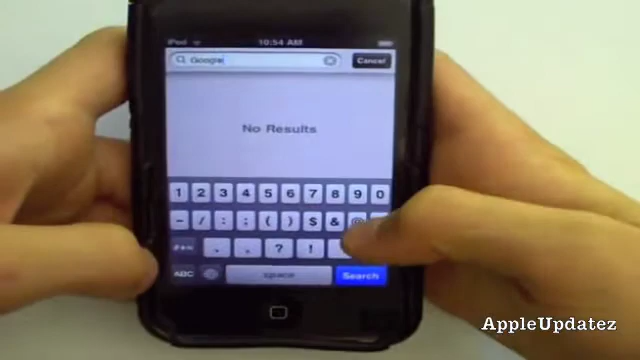 iPod 10:54 AM
Google Cancel
No Results
1 2 3 4 5 6 7 8 9 0
- / : ; ( ) $ & @
#+= . , ? !
ABC space Search
AppleUpdatez